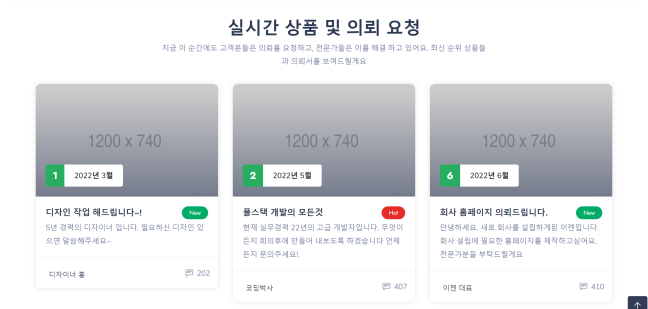 실시간 상품 및 의뢰 요청
지금 이 순간에도 고객분들은 의뢰를 요청하고, 전문가들은 이를 해결 하고 있어요. 최신 순위 상품들
과 의뢰서를 보여드릴게요
1200 x 740
1 2022년 3월
디자인 작업 해드립니다~! New
5년 경력의 디자이너 입니다. 필요하신 디자인 있
으면 말씀해주세요~
디자이너 홍 202
1200 x 740
2 2022년 5월
풀스택 개발의 모든것 Hot
현재 실무경력 22년의 고급 개발자입니다. 무엇이
든지 회의후에 만들어 내보도록 하겠습니다 언제
든지 문의주세요!
코딩박사 407
1200 x 740
6 2022년 6월
회사 홈페이지 의뢰드립니다. New
안녕하세요, 새로 회사를 설립하게된 이젠입니다.
회사 설립에 필요한 홈페이지를 제작하고싶어요.
전문가분들 부탁드릴게요
이젠 대표 410